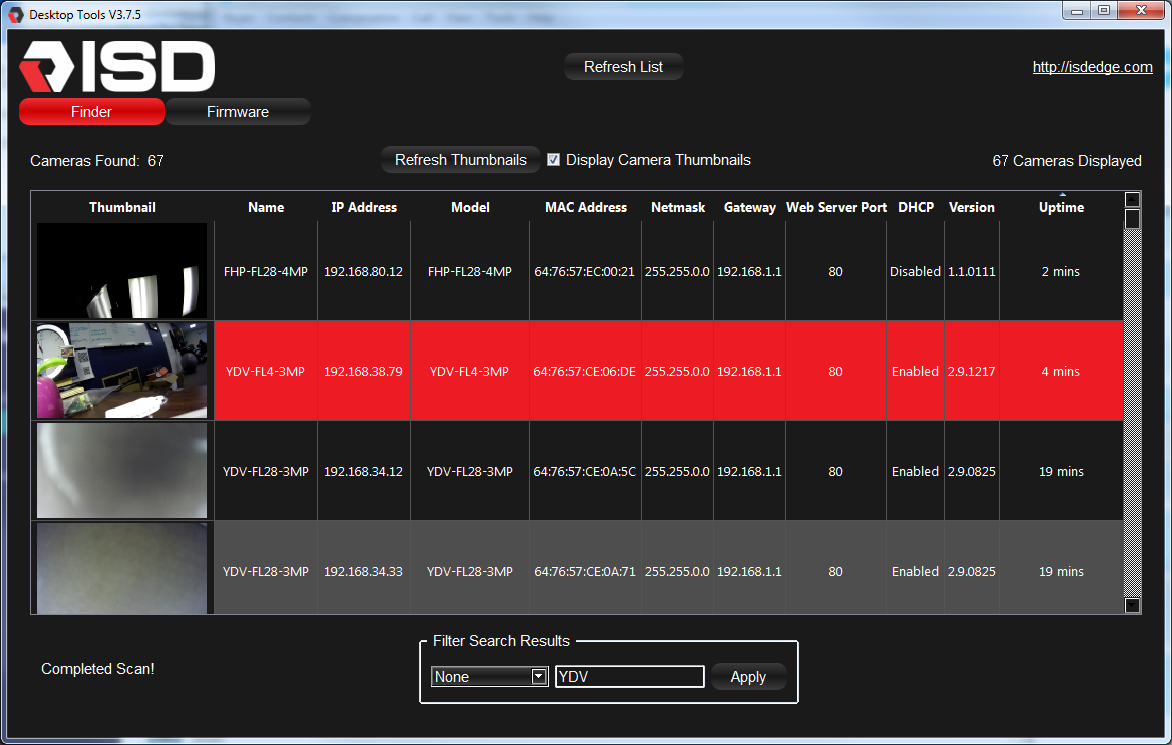 Desktop Tools V3.7.5
ISD
Refresh List
http://isdedge.com
Finder Firmware
Cameras Found: 67 Refresh Thumbnails Display Camera Thumbnails 67 Cameras Displayed
Thumbnail Name IP Address Model MAC Address Netmask Gateway Web Server Port DHCP Version Uptime
FHP-FL28-4MP 192.168.80.12 FHP-FL28-4MP 64:76:57:EC:00:21 255.255.0.0 192.168.1.1 80 Disabled 1.1.0111 2 mins
YDV-FL4-3MP 192.168.38.79 YDV-FL4-3MP 64:76:57:CE:06:DE 255.255.0.0 192.168.1.1 80 Enabled 2.9.1217 4 mins
YDV-FL28-3MP 192.168.34.12 YDV-FL28-3MP 64:76:57:CE:0A:5C 255.255.0.0 192.168.1.1 80 Enabled 2.9.0825 19 mins
YDV-FL28-3MP 192.168.34.33 YDV-FL28-3MP 64:76:57:CE:0A:71 255.255.0.0 192.168.1.1 80 Enabled 2.9.0825 19 mins
Filter Search Results
Completed Scan!
None YDV Apply